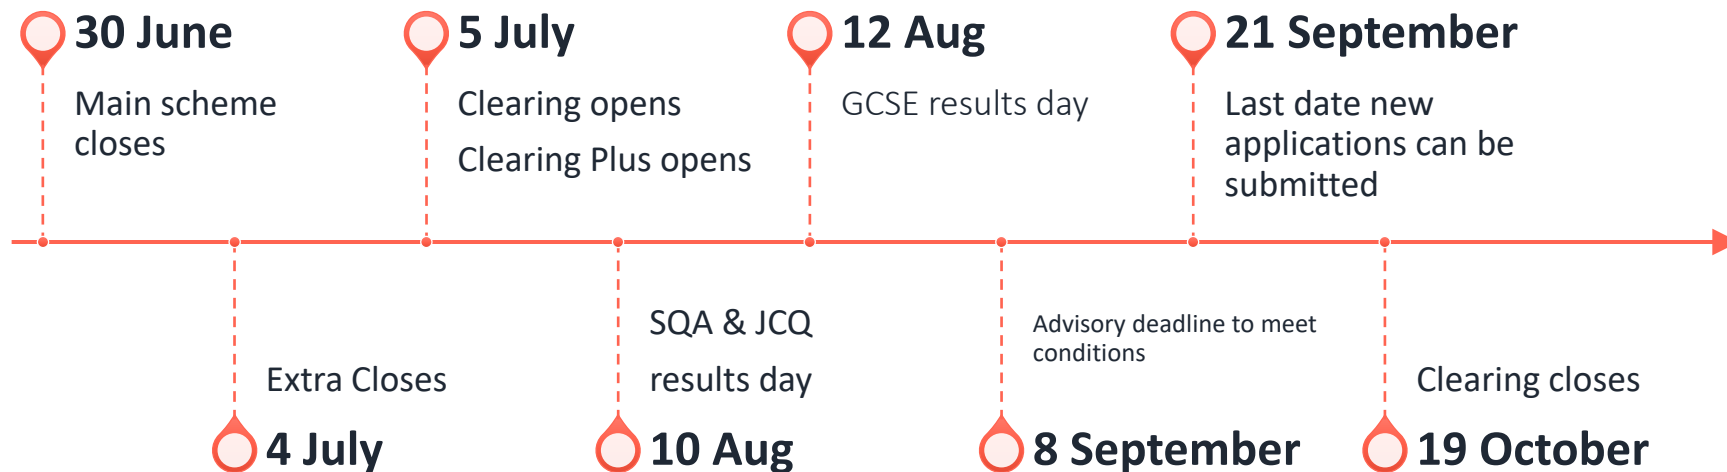 30 June
Main scheme
closes
5 July
Clearing opens
Clearing Plus opens
12 Aug
GCSE results day
21 September
Last date new
applications can be
submitted
Extra Closes
4 July
SQA & JCQ
results day
10 Aug
Advisory deadline to meet
conditions
8 September
Clearing closes
19 October